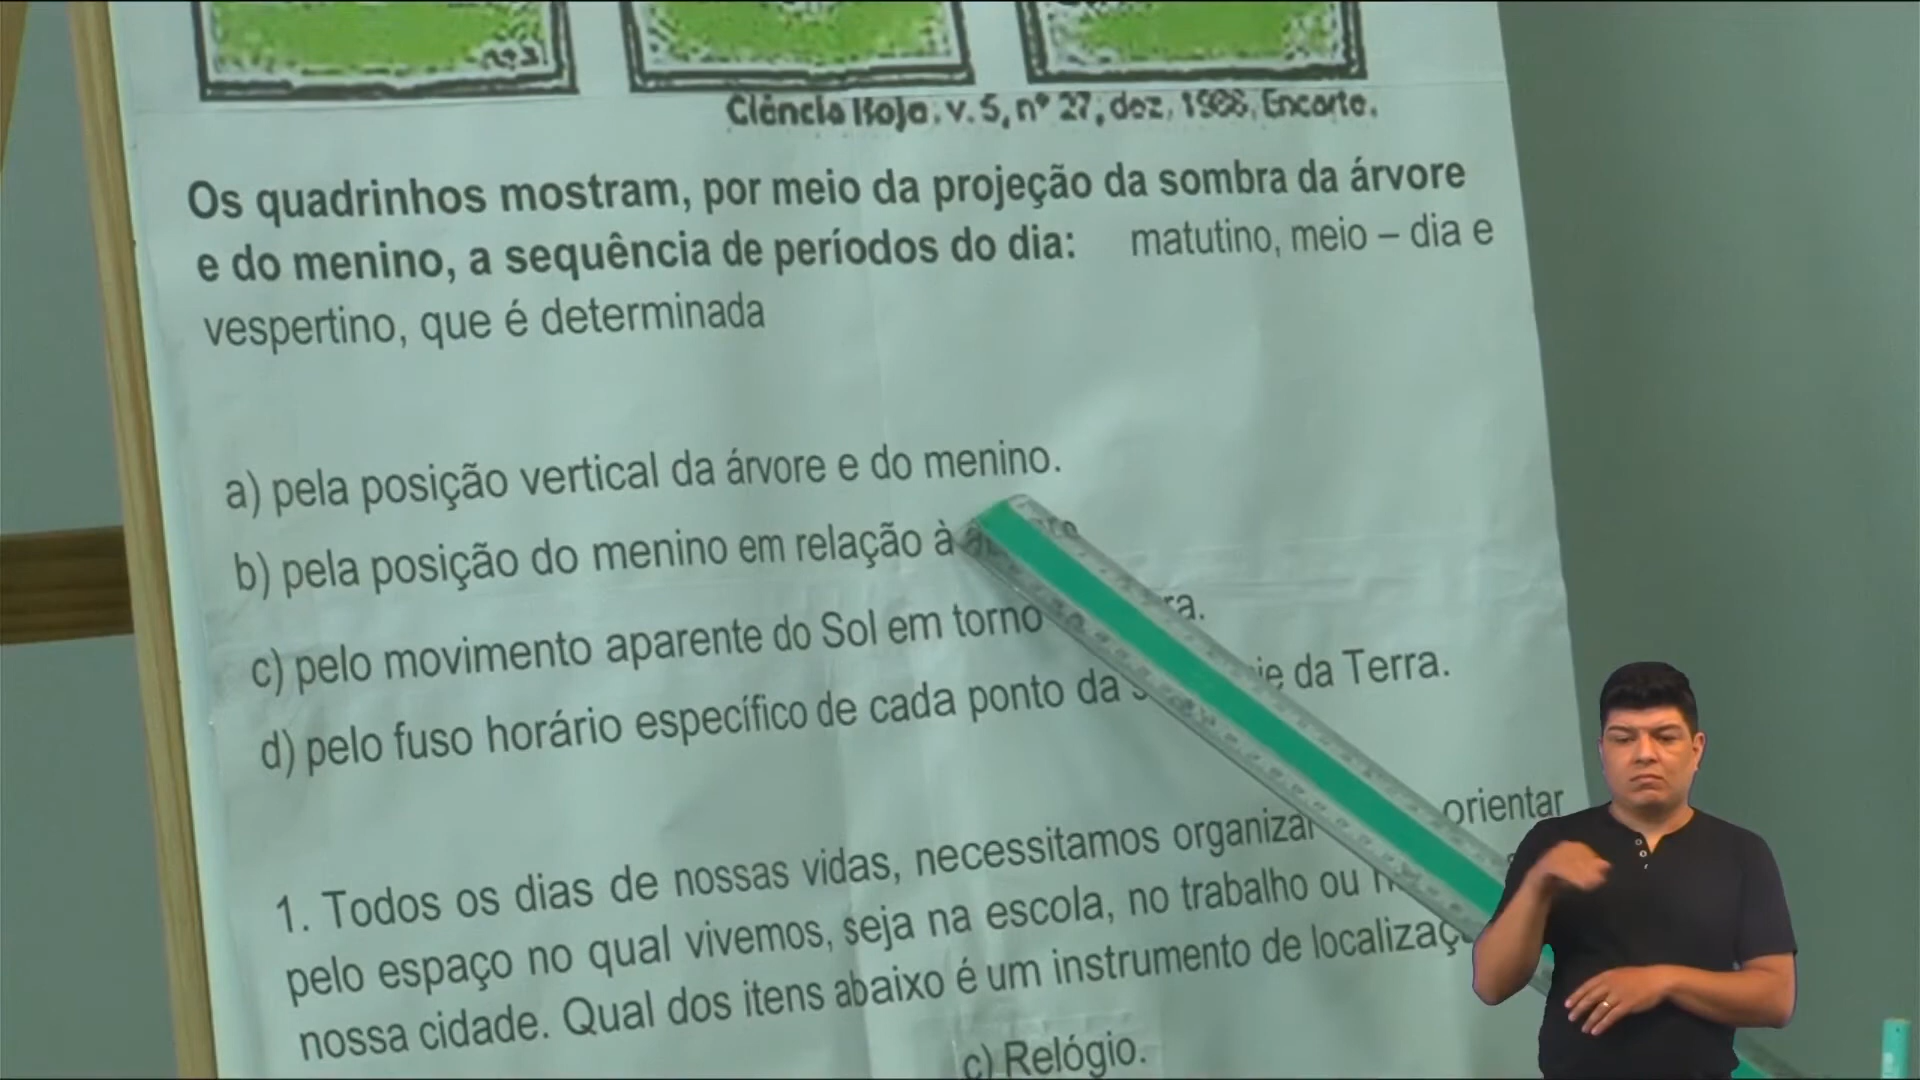 Ciência Hoje. v. 5, nº 27, dez, 1986, Encarte.
Os quadrinhos mostram, por meio da projeção da sombra da árvore
e do menino, a sequência de períodos do dia: matutino, meio – dia e
vespertino, que é determinada
a) pela posição vertical da árvore e do menino.
b) pela posição do menino em relação à
c) pelo movimento aparente do Sol em torno
d) pelo fuso horário específico de cada ponto da da Terra.
1. Todos os dias de nossas vidas, necessitamos organizar orientar
pelo espaço no qual vivemos, seja na escola, no trabalho ou
nossa cidade. Qual dos itens abaixo é um instrumento de
c) Relógio.